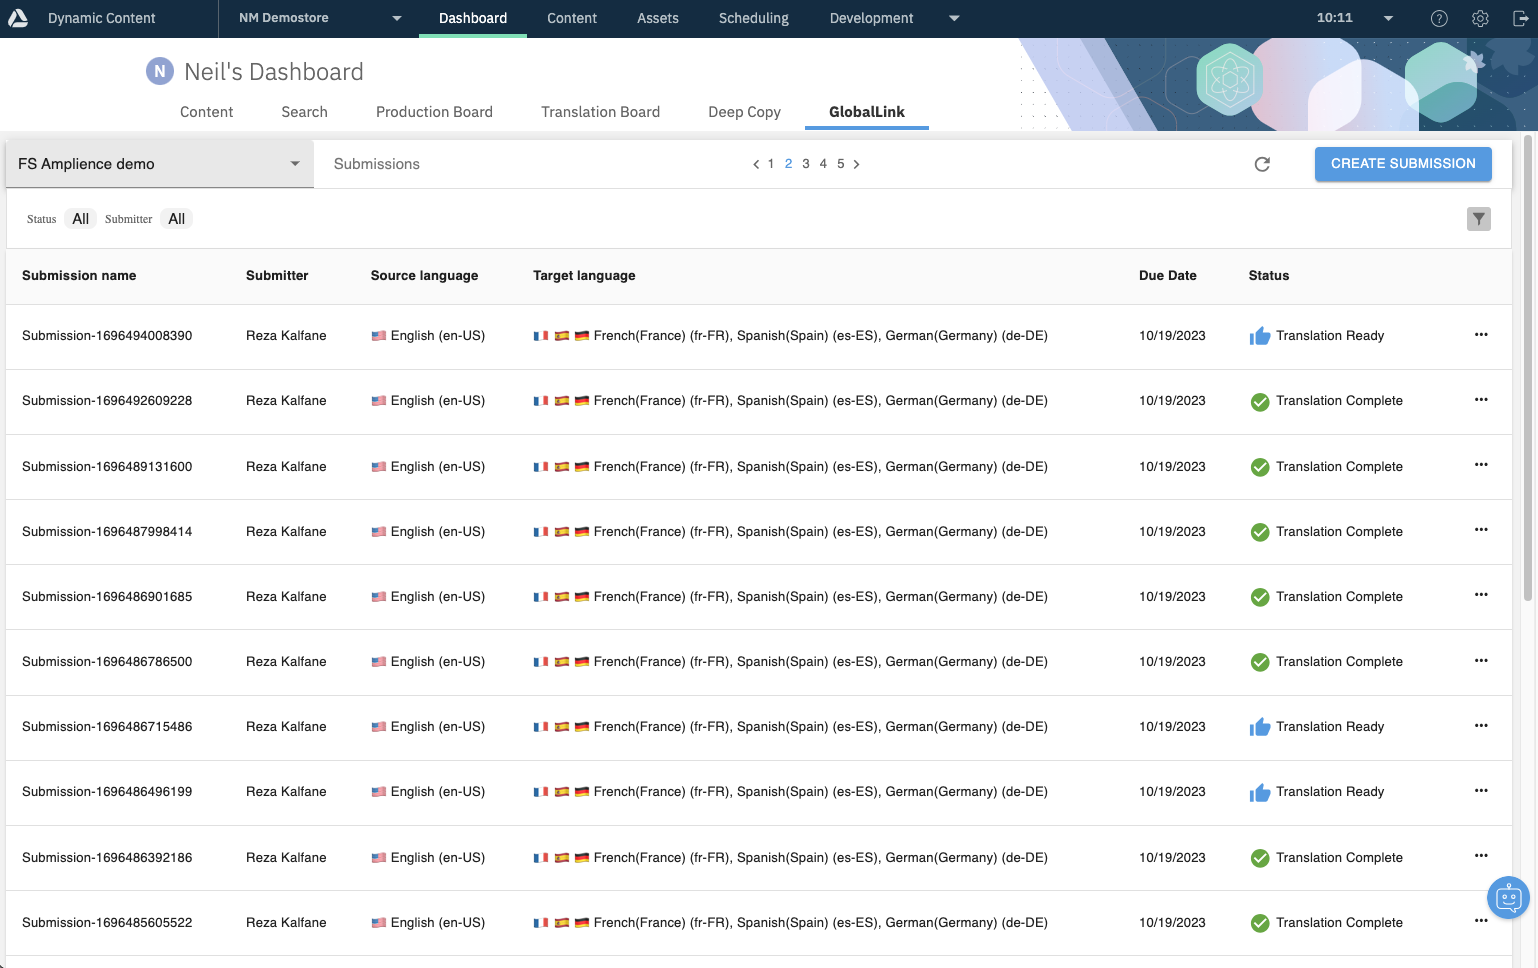 Dynamic Content NM Demostore Dashboard Content Assets Scheduling Development 10:11 ?
N Neil's Dashboard
Content Search Production Board Translation Board Deep Copy GlobalLink
FS Amplience demo Submissions 1 2 3 4 5 CREATE SUBMISSION
Status All Submitter All
Submission name Submitter Source language Target language Due Date Status
Submission-1696494008390 Reza Kalfane English (en-US) French(France) (fr-FR), Spanish(Spain) (es-ES), German(Germany) (de-DE) 10/19/2023 Translation Ready
Submission-1696492609228 Reza Kalfane English (en-US) French(France) (fr-FR), Spanish(Spain) (es-ES), German(Germany) (de-DE) 10/19/2023 Translation Complete
Submission-1696489131600 Reza Kalfane English (en-US) French(France) (fr-FR), Spanish(Spain) (es-ES), German(Germany) (de-DE) 10/19/2023 Translation Complete
Submission-1696487998414 Reza Kalfane English (en-US) French(France) (fr-FR), Spanish(Spain) (es-ES), German(Germany) (de-DE) 10/19/2023 Translation Complete
Submission-1696486901685 Reza Kalfane English (en-US) French(France) (fr-FR), Spanish(Spain) (es-ES), German(Germany) (de-DE) 10/19/2023 Translation Complete
Submission-1696486786500 Reza Kalfane English (en-US) French(France) (fr-FR), Spanish(Spain) (es-ES), German(Germany) (de-DE) 10/19/2023 Translation Complete
Submission-1696486715486 Reza Kalfane English (en-US) French(France) (fr-FR), Spanish(Spain) (es-ES), German(Germany) (de-DE) 10/19/2023 Translation Ready
Submission-1696486496199 Reza Kalfane English (en-US) French(France) (fr-FR), Spanish(Spain) (es-ES), German(Germany) (de-DE) 10/19/2023 Translation Ready
Submission-1696486392186 Reza Kalfane English (en-US) French(France) (fr-FR), Spanish(Spain) (es-ES), German(Germany) (de-DE) 10/19/2023 Translation Complete
Submission-1696485605522 Reza Kalfane English (en-US) French(France) (fr-FR), Spanish(Spain) (es-ES), German(Germany) (de-DE) 10/19/2023 Translation Complete